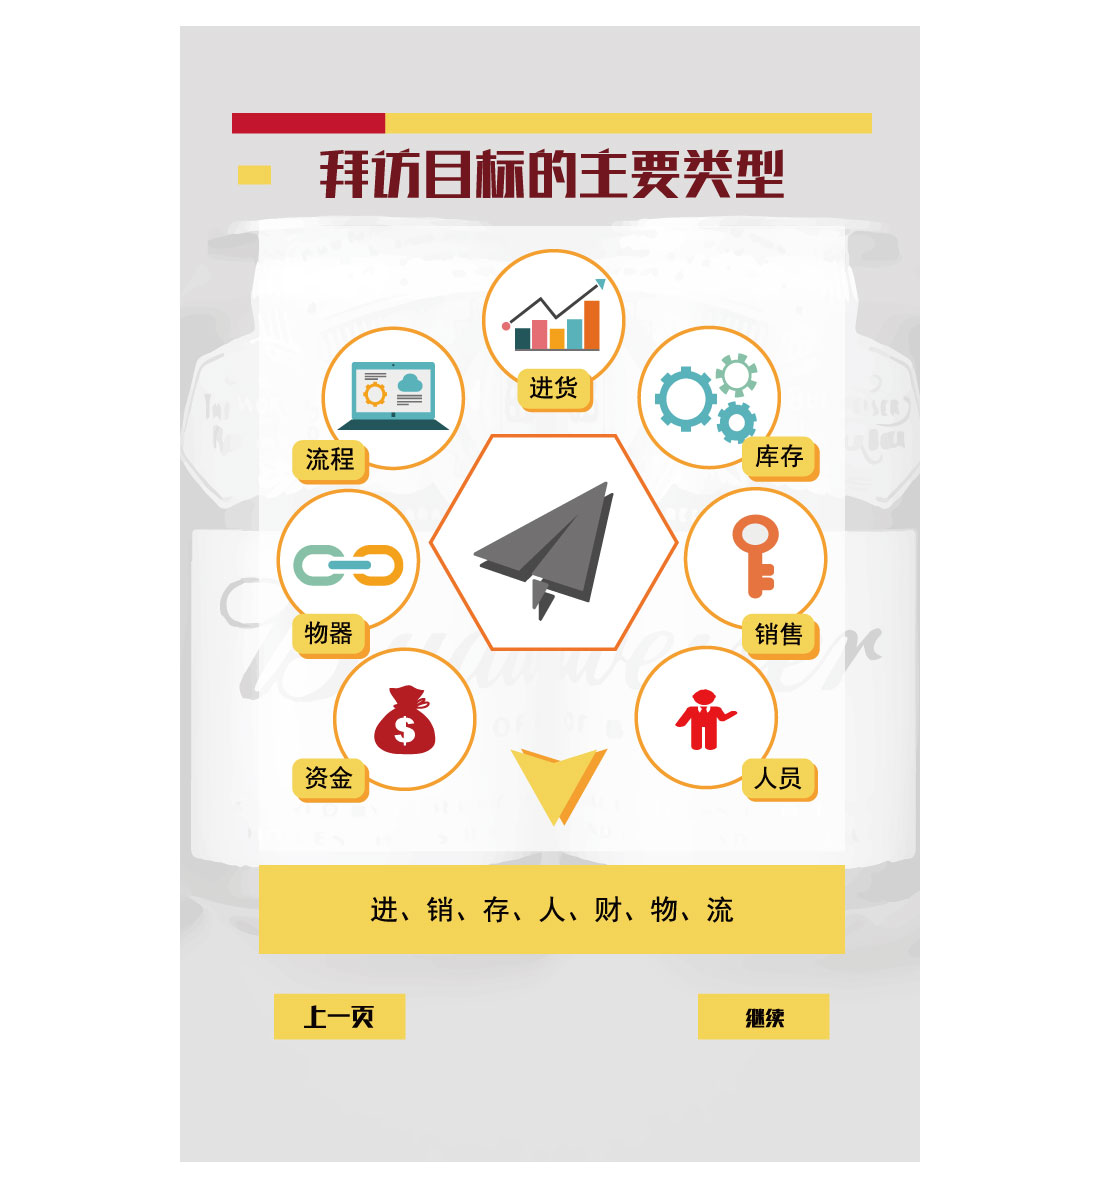 拜访目标的主要类型
进货
流程
库存
物器
销售
资金
人员
进、销、存、人、财、物、流
上一页
继续